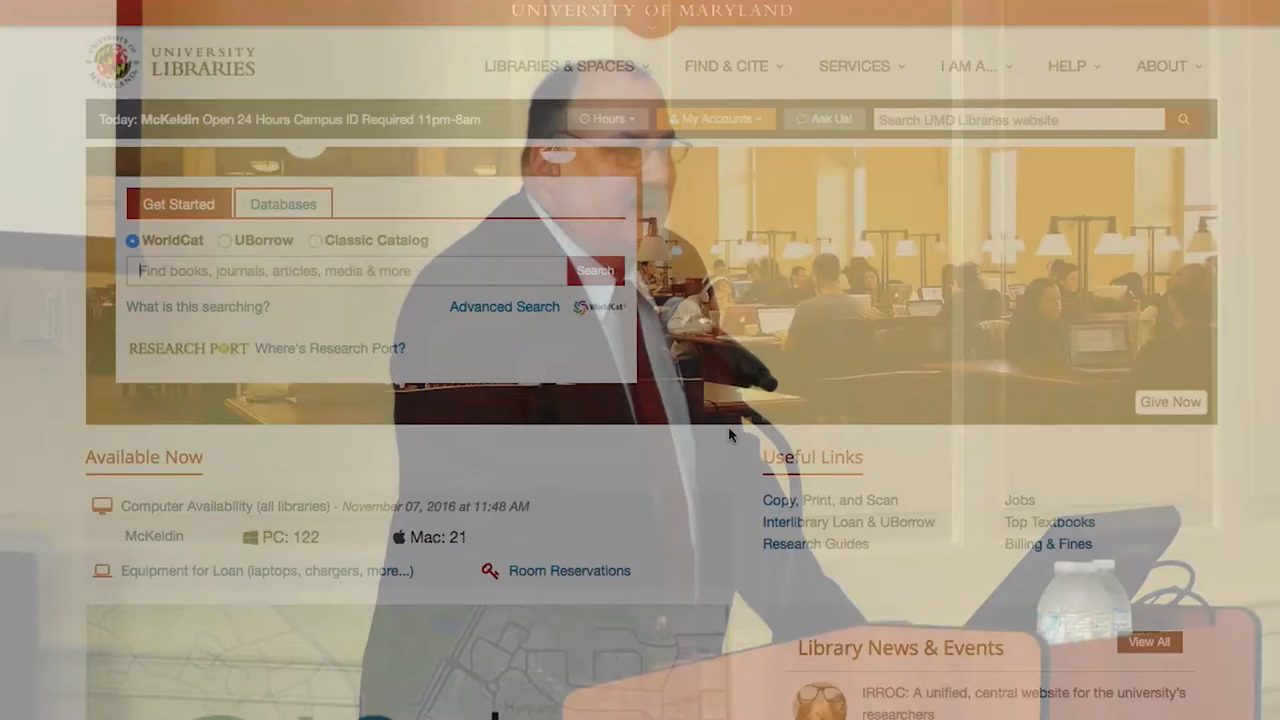 UNIVERSITY OF MARYLAND
UNIVERSITY
LIBRARIES
LIBRARIES & SPACES FIND & CITE SERVICES I AM A... HELP ABOUT
Today: McKeldin Open 24 Hours Campus ID Required 11pm-8am Hours My Accounts Ask Us! Search UMD Libraries website
Get Started Databases
WorldCat UBorrow Classic Catalog
Find books, journals, articles, media & more Search
What is this searching? Advanced Search WorldCat
RESEARCH PORT Where's Research Port?
Give Now
Available Now
Computer Availability (all libraries) - November 07, 2016 at 11:48 AM
McKeldin PC: 122 Mac: 21
Equipment for Loan (laptops, chargers, more...) Room Reservations
Useful Links
Copy, Print, and Scan Jobs
Interlibrary Loan & UBorrow Top Textbooks
Research Guides Billing & Fines
Library News & Events View All
IRROC: A unified, central website for the university's
researchers
Maryland